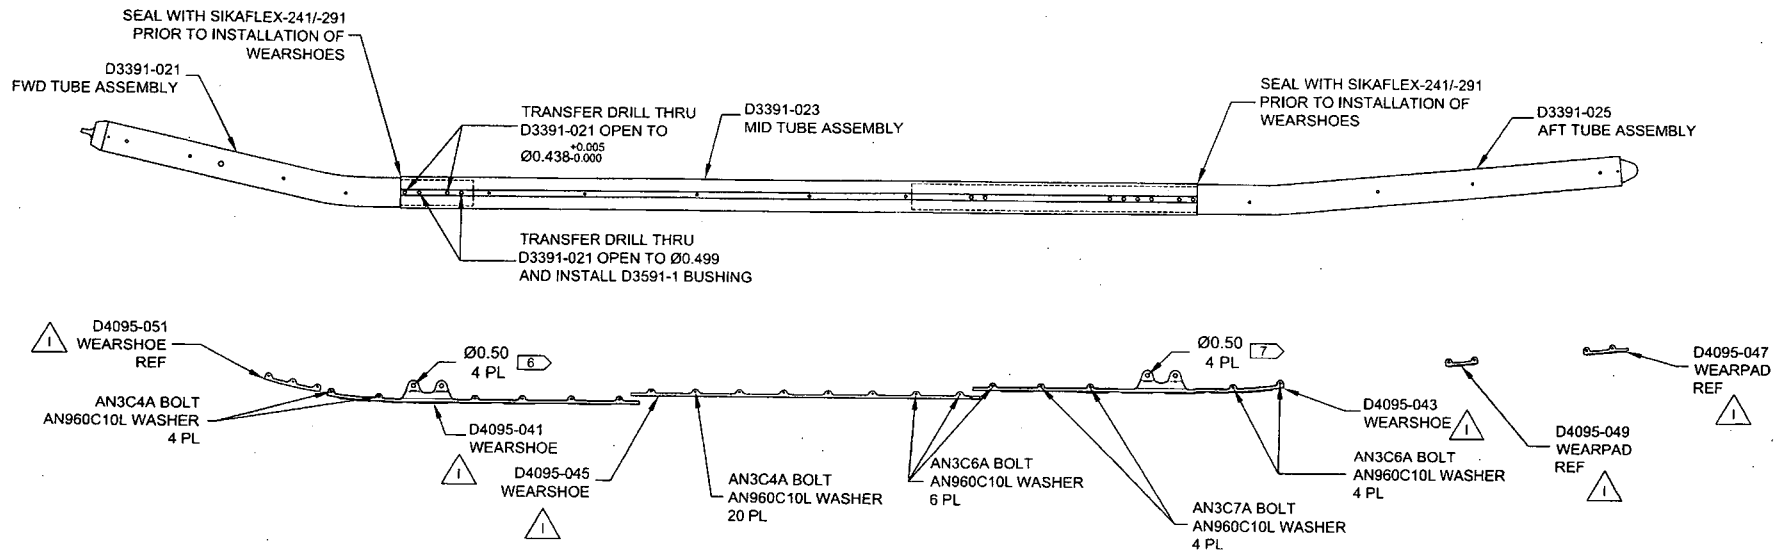 SEAL WITH SIKAFLEX-241/-291
PRIOR TO INSTALLATION OF
WEARSHOES
D3391-021
FWD TUBE ASSEMBLY
TRANSFER DRILL THRU
D3391-021 OPEN TO
Ø0.438+0.005
-0.000
D3391-023
MID TUBE ASSEMBLY
SEAL WITH SIKAFLEX-241/-291
PRIOR TO INSTALLATION OF
WEARSHOES
D3391-025
AFT TUBE ASSEMBLY
TRANSFER DRILL THRU
D3391-021 OPEN TO Ø0.499
AND INSTALL D3591-1 BUSHING
1
D4095-051
WEARSHOE
REF
Ø0.50
4 PL
6
Ø0.50
4 PL
7
D4095-047
WEARPAD
REF
1
AN3C4A BOLT
AN960C10L WASHER
4 PL
D4095-041
WEARSHOE
1
D4095-045
WEARSHOE
1
AN3C4A BOLT
AN960C10L WASHER
20 PL
AN3C6A BOLT
AN960C10L WASHER
6 PL
AN3C7A BOLT
AN960C10L WASHER
4 PL
D4095-043
WEARSHOE
1
AN3C6A BOLT
AN960C10L WASHER
4 PL
D4095-049
WEARPAD
REF
1